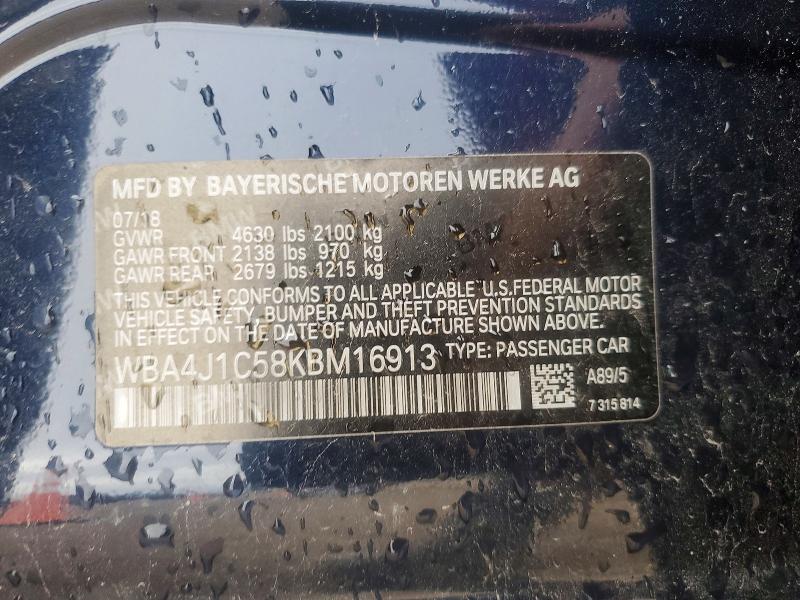 MFD BY BAYERISCHE MOTOREN WERKE AG
07/18
GVWR 4630 lbs 2100 kg
GAWR FRONT 2138 lbs 970 kg
GAWR REAR 2679 lbs 1215 kg
THIS VEHICLE CONFORMS TO ALL APPLICABLE U.S.FEDERAL MOTOR
VEHICLE SAFETY, BUMPER AND THEFT PREVENTION STANDARDS
IN EFFECT ON THE DATE OF MANUFACTURE SHOWN ABOVE.
WBA4J1C58KBM16913 TYPE: PASSENGER CAR
A89/5
7 315 814